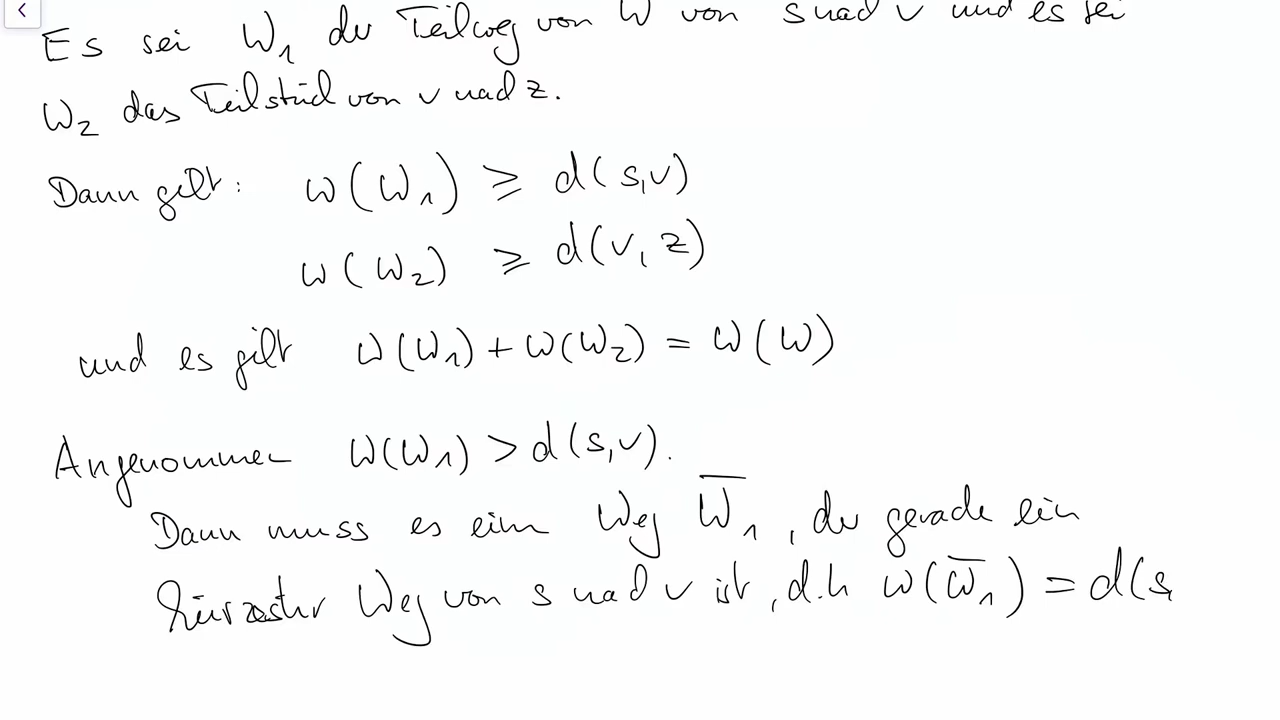 Es sei W₁ der Teilweg von W von s nach v und es sei
W₂ das Teilstück von v nach z.
Dann gilt: w(W₁) ≥ d(s,v)
w(W₂) ≥ d(v,z)
und es gilt w(W₁) + w(W₂) = w(W)
Angenommen w(W₁) > d(s,v).
Dann muss es einen Weg W̅₁, der gerade ein
kürzester Weg von s nach v ist, d.h w(W̅₁) = d(s,